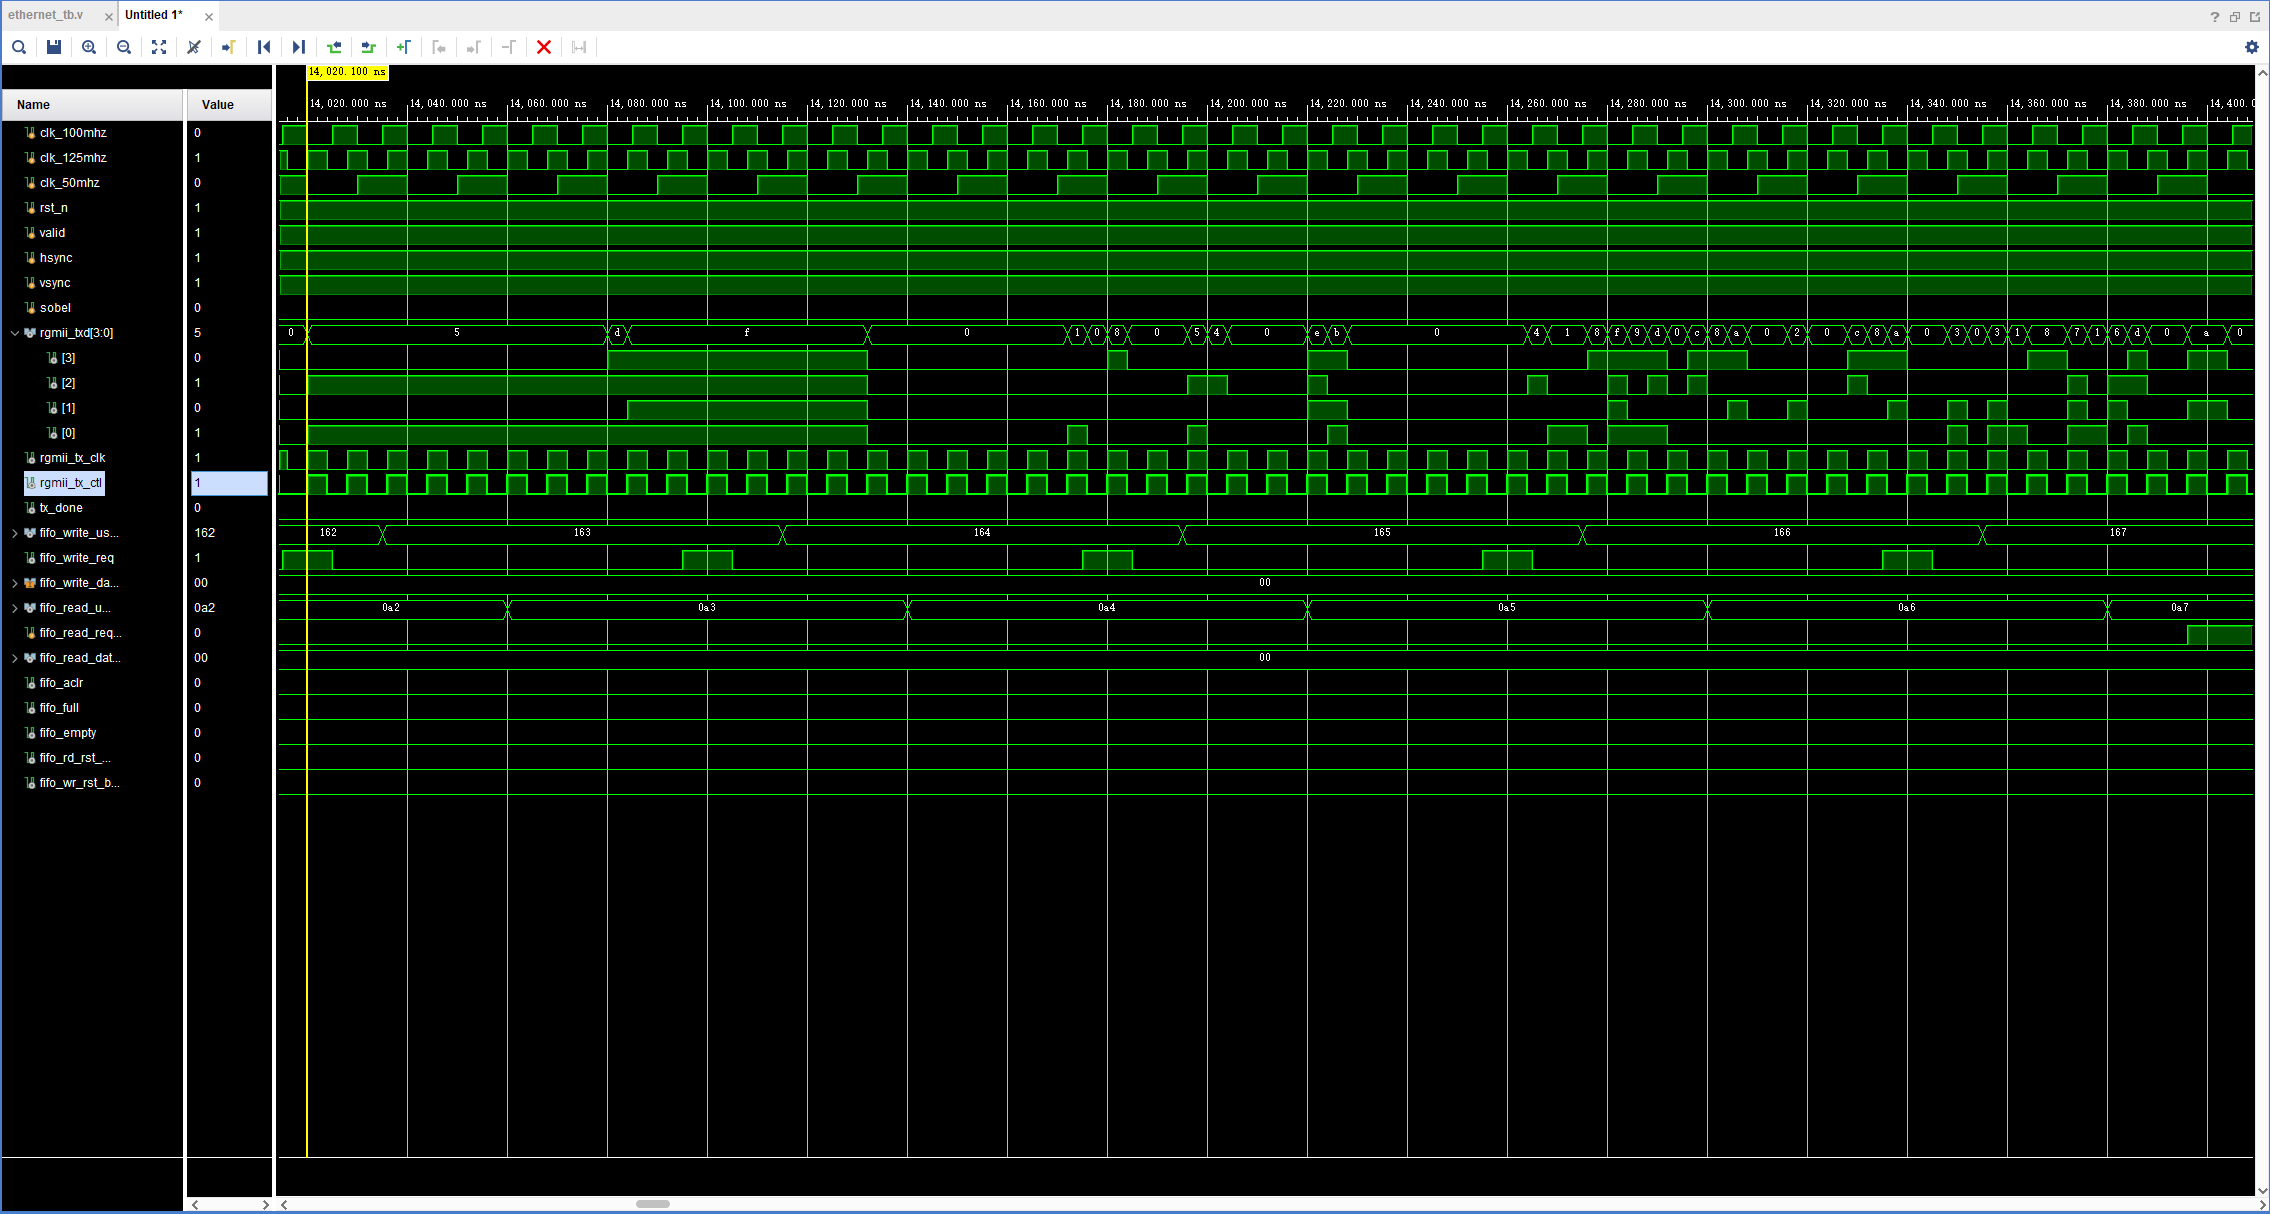 ethernet_tb.v
Untitled 1*
14,020.100 ns
Name
Value
14,020.000 ns 14,040.000 ns 14,060.000 ns 14,080.000 ns 14,100.000 ns 14,120.000 ns 14,140.000 ns 14,160.000 ns 14,180.000 ns 14,200.000 ns 14,220.000 ns 14,240.000 ns 14,260.000 ns 14,280.000 ns 14,300.000 ns 14,320.000 ns 14,340.000 ns 14,360.000 ns 14,380.000 ns 14,400.0
clk_100mhz 0
clk_125mhz 1
clk_50mhz 0
rst_n 1
valid 1
hsync 1
vsync 1
sobel 0
rgmii_txd[3:0] 5 0 5 d f 0 1 0 8 0 5 4 0 e b 0 4 1 8 f 9 d 0 c 8 a 0 2 0 c 8 a 0 3 0 3 1 8 7 1 6 d 0 a 0
[3] 0
[2] 1
[1] 0
[0] 1
rgmii_tx_clk 1
rgmii_tx_ctl 1
tx_done 0
fifo_write_us... 162 162 163 164 165 166 167
fifo_write_req 1
fifo_write_da... 00 00
fifo_read_u... 0a2 0a2 0a3 0a4 0a5 0a6 0a7
fifo_read_req... 0
fifo_read_dat... 00 00
fifo_aclr 0
fifo_full 0
fifo_empty 0
fifo_rd_rst_... 0
fifo_wr_rst_b... 0